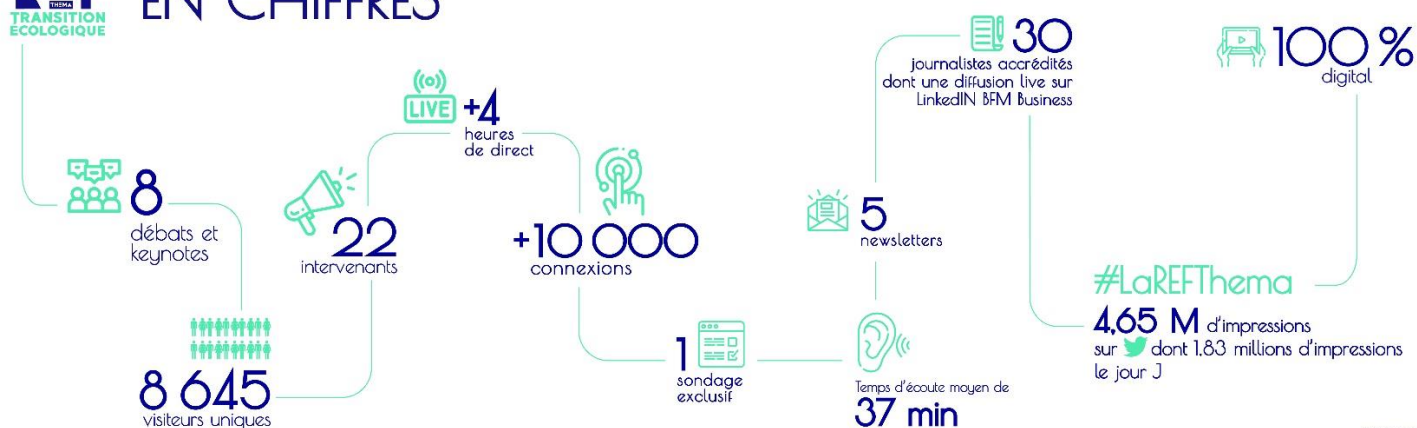 THEMA
TRANSITION
ÉCOLOGIQUE
EN CHIFFRES
8
débats et
keynotes
8 645
visiteurs uniques
22
intervenants
LIVE
+4
heures
de direct
+10 000
connexions
1
sondage
exclusif
Temps d'écoute moyen de
37 min
5
newsletters
30
journalistes accrédités
dont une diffusion live sur
LinkedIN BFM Business
#LaREFThema
4,65 M d'impressions
sur dont 1,83 millions d'impressions
le jour J
100 %
digital